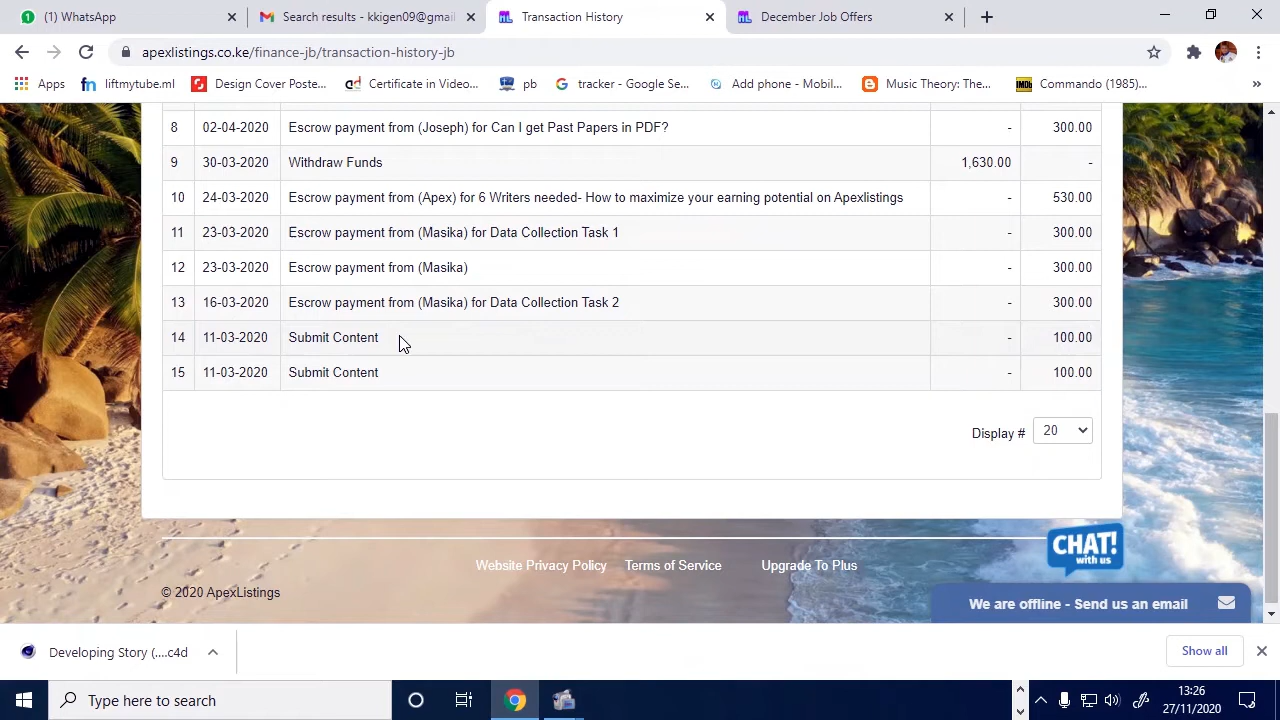 (1) WhatsApp
Search results - kkigen09@gmail
Transaction History
December Job Offers
apexlistings.co.ke/finance-jb/transaction-history-jb
Apps
liftmytube.ml
Design Cover Poste...
Certificate in Video...
pb
tracker - Google Se...
Add phone - Mobil...
Music Theory: The...
Commando (1985)...
8 02-04-2020 Escrow payment from (Joseph) for Can I get Past Papers in PDF? - 300.00
9 30-03-2020 Withdraw Funds 1,630.00 -
10 24-03-2020 Escrow payment from (Apex) for 6 Writers needed- How to maximize your earning potential on Apexlistings - 530.00
11 23-03-2020 Escrow payment from (Masika) for Data Collection Task 1 - 300.00
12 23-03-2020 Escrow payment from (Masika) - 300.00
13 16-03-2020 Escrow payment from (Masika) for Data Collection Task 2 - 300.00
14 11-03-2020 Submit Content - 100.00
15 11-03-2020 Submit Content - 100.00
Display # 20
CHAT!
with us
Website Privacy Policy Terms of Service Upgrade To Plus
© 2020 ApexListings
We are offline - Send us an email
Developing Story (....c4d
Show all
Type here to search
13:26
27/11/2020